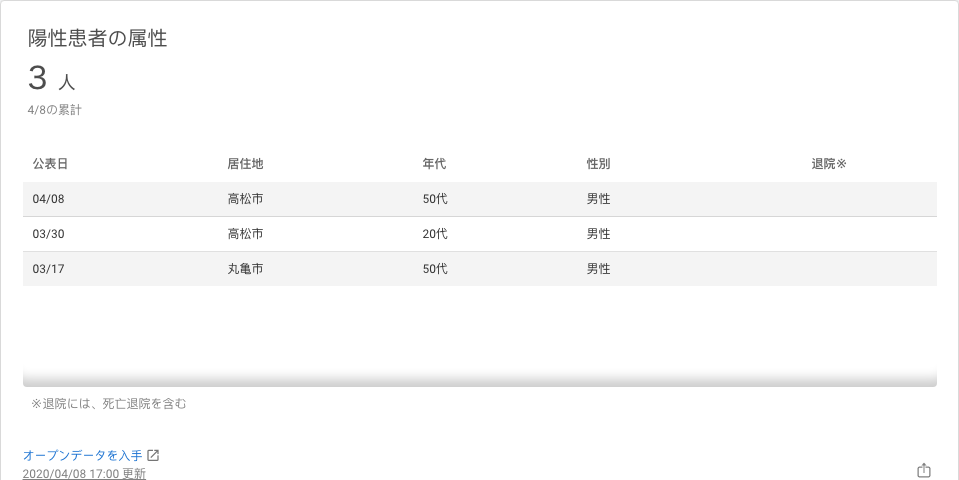 陽性患者の属性
3 人
4/8の累計
公表日 居住地 年代 性別 退院※
04/08 高松市 50代 男性
03/30 高松市 20代 男性
03/17 丸亀市 50代 男性
※退院には、死亡退院を含む
オープンデータを入手
2020/04/08 17:00 更新